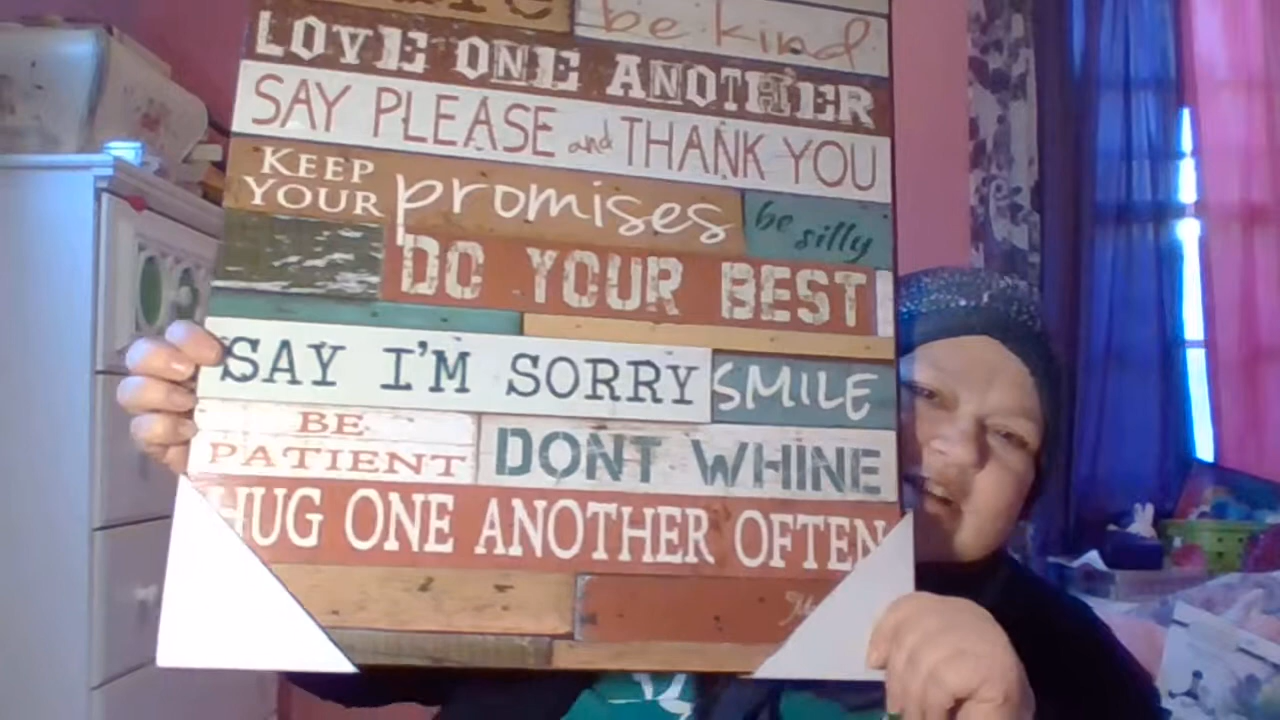 be kind
LOVE ONE ANOTHER
SAY PLEASE and THANK YOU
KEEP YOUR promises
be silly
DO YOUR BEST
SAY I'M SORRY
SMILE
BE PATIENT
DONT WHINE
HUG ONE ANOTHER OFTEN